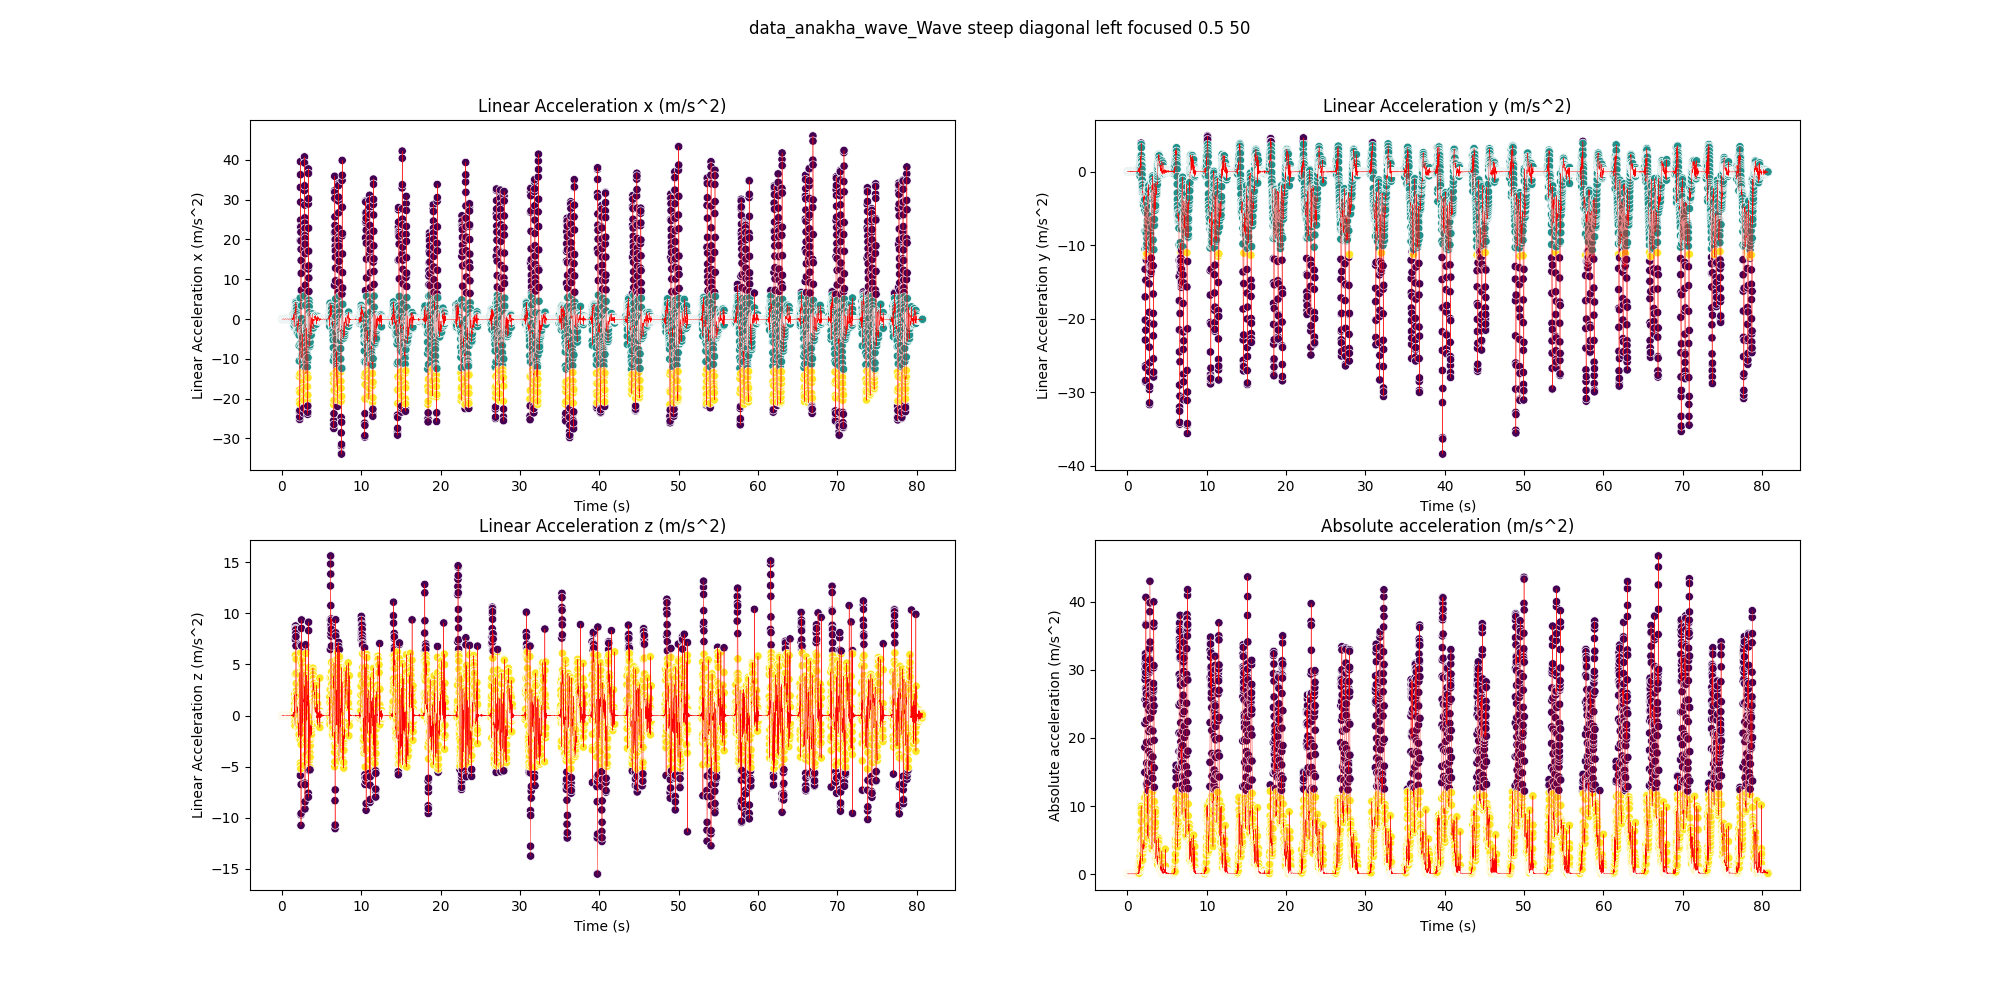 data_anakha_wave_Wave steep diagonal left focused 0.5 50
Linear Acceleration x (m/s^2)
Linear Acceleration x (m/s^2)
40
30
20
10
0
−10
−20
−30
0 10 20 30 40 50 60 70 80
Time (s)
Linear Acceleration y (m/s^2)
Linear Acceleration y (m/s^2)
0
−10
−20
−30
−40
0 10 20 30 40 50 60 70 80
Time (s)
Linear Acceleration z (m/s^2)
Linear Acceleration z (m/s^2)
15
10
5
0
−5
−10
−15
0 10 20 30 40 50 60 70 80
Time (s)
Absolute acceleration (m/s^2)
Absolute acceleration (m/s^2)
40
30
20
10
0
0 10 20 30 40 50 60 70 80
Time (s)